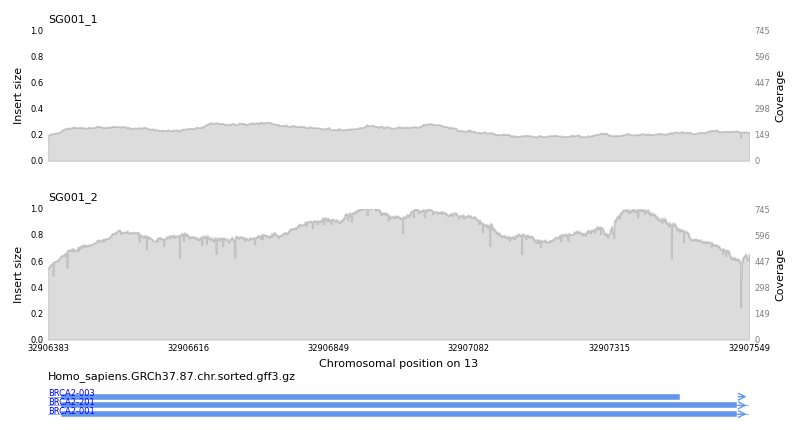 SG001_1
1.0 745
0.8 596
0.6 447
0.4 298
0.2 149
0.0 0
Insert size
Coverage
SG001_2
1.0 745
0.8 596
0.6 447
0.4 298
0.2 149
0.0 0
Insert size
Coverage
32906383 32906616 32906849 32907082 32907315 32907549
Chromosomal position on 13
Homo_sapiens.GRCh37.87.chr.sorted.gff3.gz
BRCA2-003
BRCA2-201
BRCA2-001